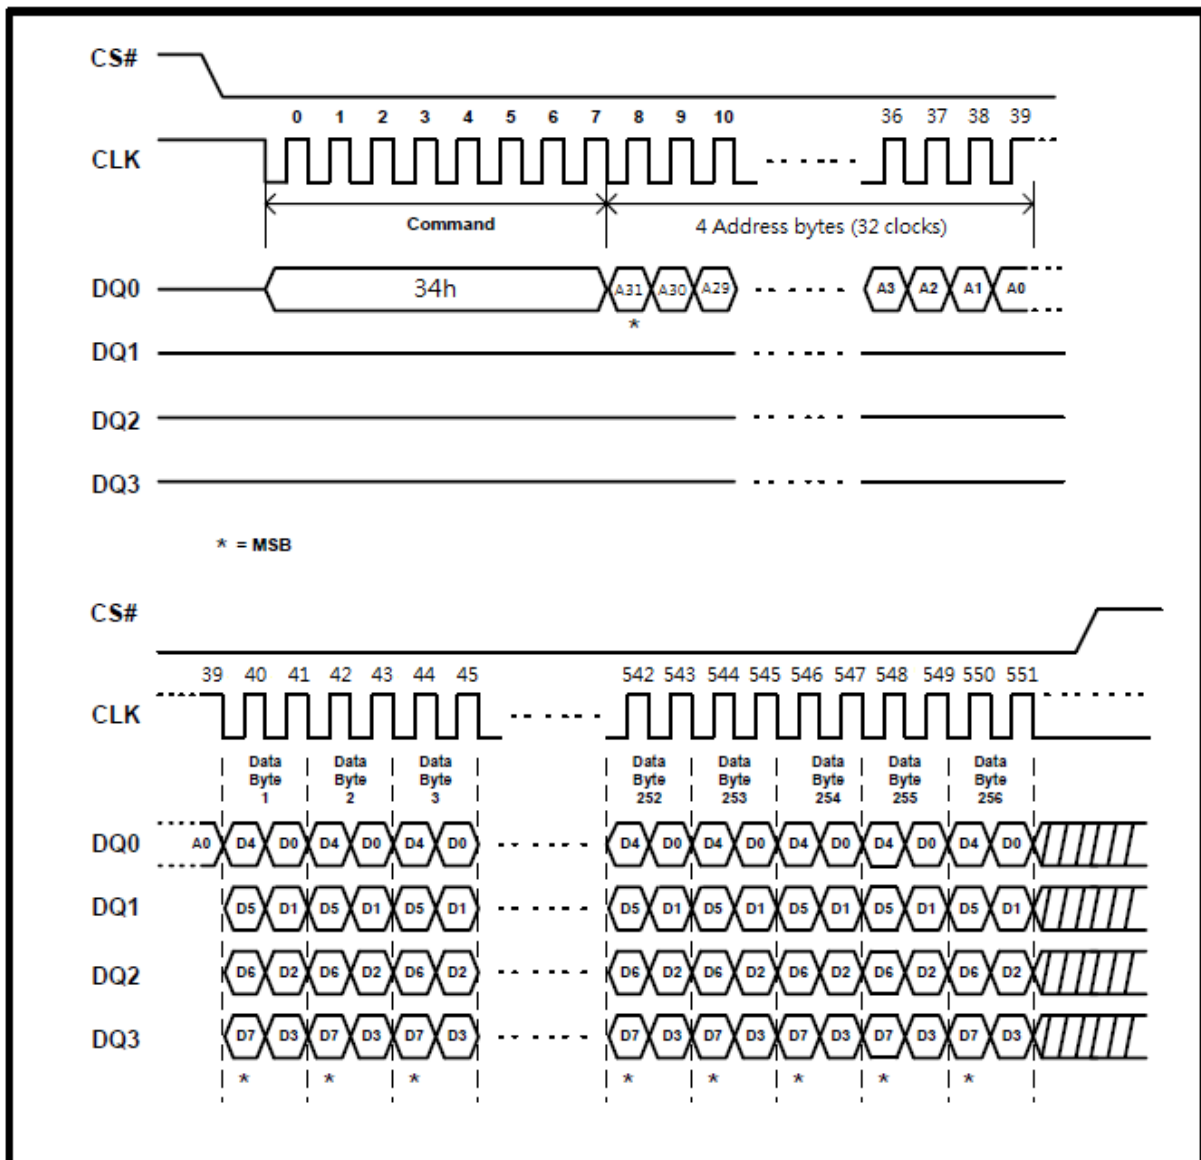 CS#
0 1 2 3 4 5 6 7 8 9 10 36 37 38 39
CLK
Command 4 Address bytes (32 clocks)
DQ0 34h A31 A30 A29 A3 A2 A1 A0
*
DQ1
DQ2
DQ3
* = MSB
CS#
39 40 41 42 43 44 45 542 543 544 545 546 547 548 549 550 551
CLK
Data Data Data Data Data Data Data Data
Byte Byte Byte Byte Byte Byte Byte Byte
1 2 3 252 253 254 255 256
DQ0 A0 D4 D0 D4 D0 D4 D0 D4 D0 D4 D0 D4 D0 D4 D0 D4 D0
DQ1 D5 D1 D5 D1 D5 D1 D5 D1 D5 D1 D5 D1 D5 D1 D5 D1
DQ2 D6 D2 D6 D2 D6 D2 D6 D2 D6 D2 D6 D2 D6 D2 D6 D2
DQ3 D7 D3 D7 D3 D7 D3 D7 D3 D7 D3 D7 D3 D7 D3 D7 D3
* * * * * * * *